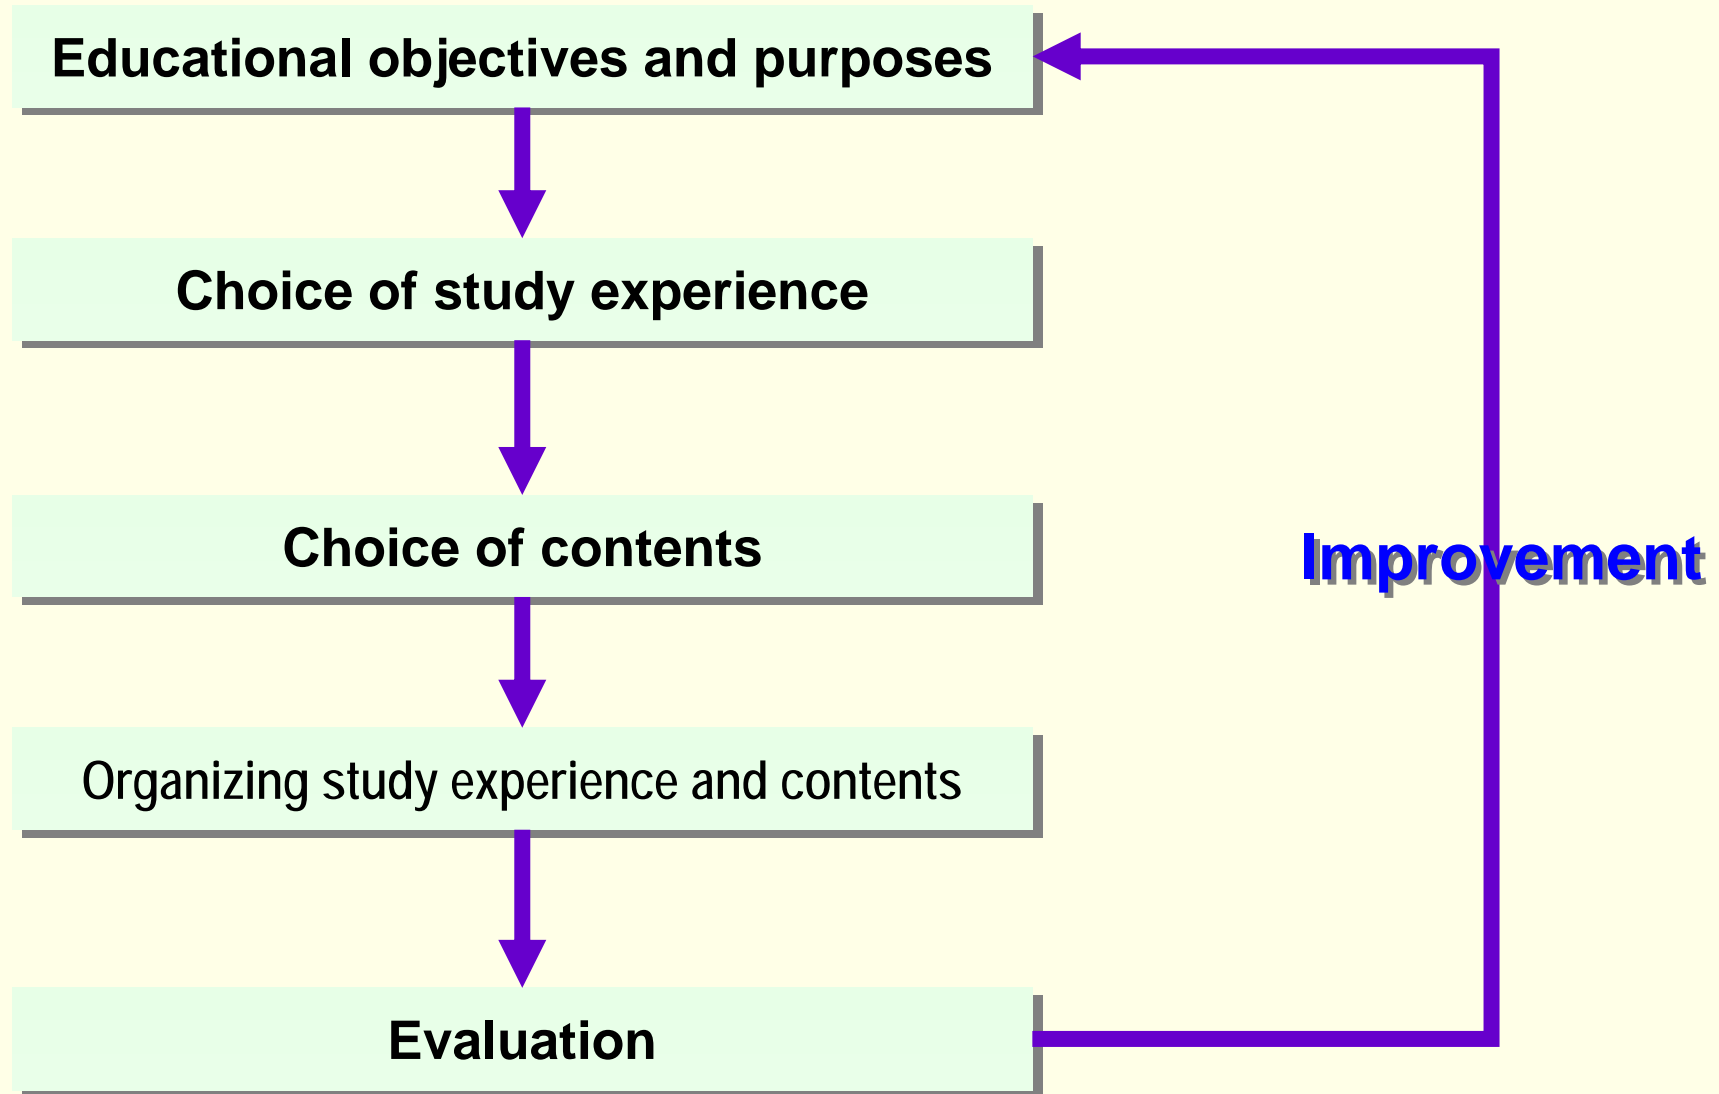 Educational objectives and purposes
Choice of study experience
Choice of contents
Improvement
Organizing study experience and contents
Evaluation